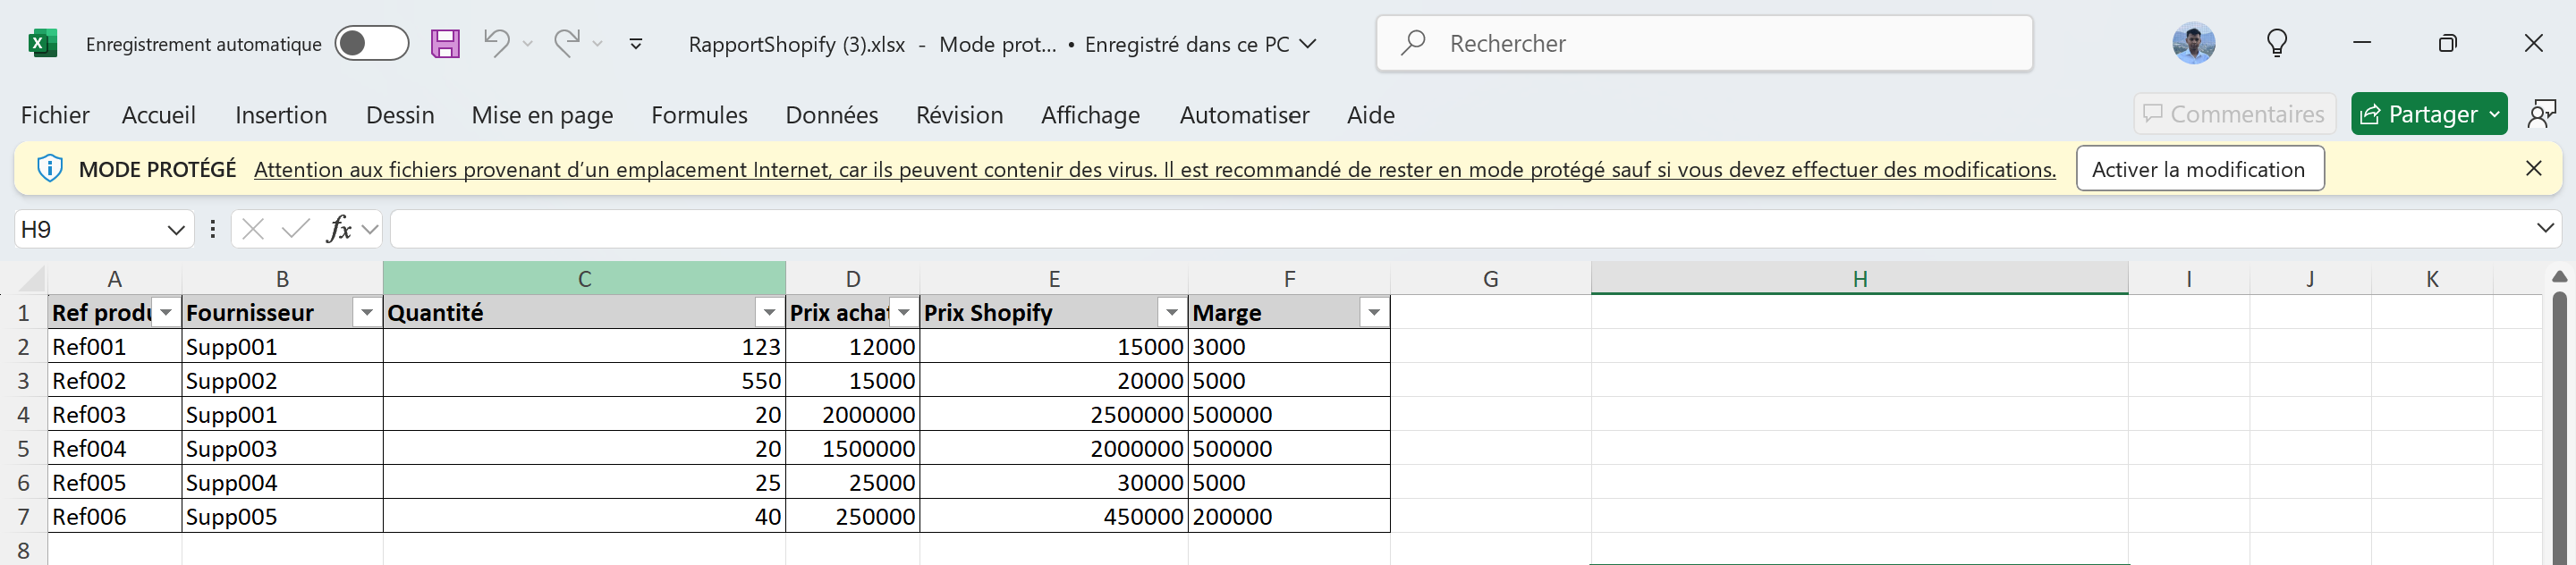 Enregistrement automatique RapportShopify (3).xlsx - Mode prot... • Enregistré dans ce PC Rechercher
Fichier Accueil Insertion Dessin Mise en page Formules Données Révision Affichage Automatiser Aide Commentaires Partager
MODE PROTÉGÉ Attention aux fichiers provenant d’un emplacement Internet, car ils peuvent contenir des virus. Il est recommandé de rester en mode protégé sauf si vous devez effectuer des modifications. Activer la modification
H9 fx
A B C D E F G H I J K
1 Ref produ Fournisseur Quantité Prix achat Prix Shopify Marge
2 Ref001 Supp001 123 12000 15000 3000
3 Ref002 Supp002 550 15000 20000 5000
4 Ref003 Supp001 20 2000000 2500000 500000
5 Ref004 Supp003 20 1500000 2000000 500000
6 Ref005 Supp004 25 25000 30000 5000
7 Ref006 Supp005 40 250000 450000 200000
8